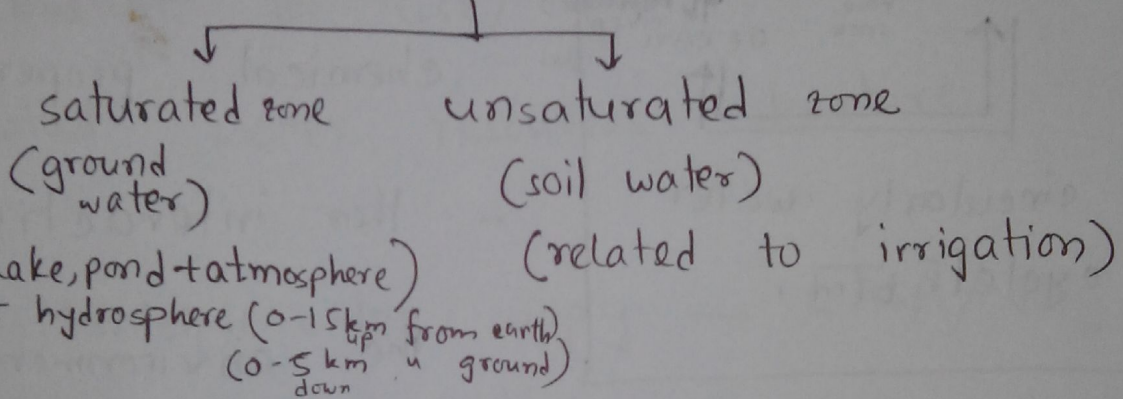 saturated zone unsaturated zone
(ground water) (soil water)
ake, pond + atmosphere) (related to irrigation)
hydrosphere (0-15km up from earth)
(0-5 km down " ground)